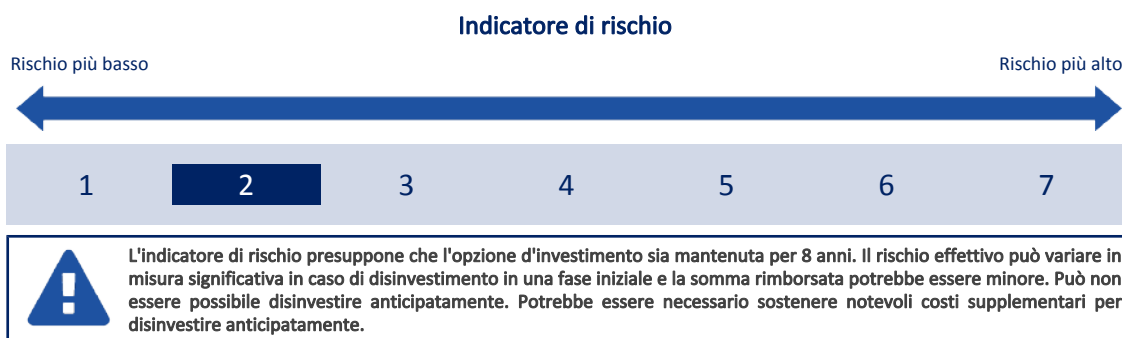 Indicatore di rischio
Rischio più basso
Rischio più alto
1 2 3 4 5 6 7
L'indicatore di rischio presuppone che l'opzione d'investimento sia mantenuta per 8 anni. Il rischio effettivo può variare in
misura significativa in caso di disinvestimento in una fase iniziale e la somma rimborsata potrebbe essere minore. Può non
essere possibile disinvestire anticipatamente. Potrebbe essere necessario sostenere notevoli costi supplementari per
disinvestire anticipatamente.